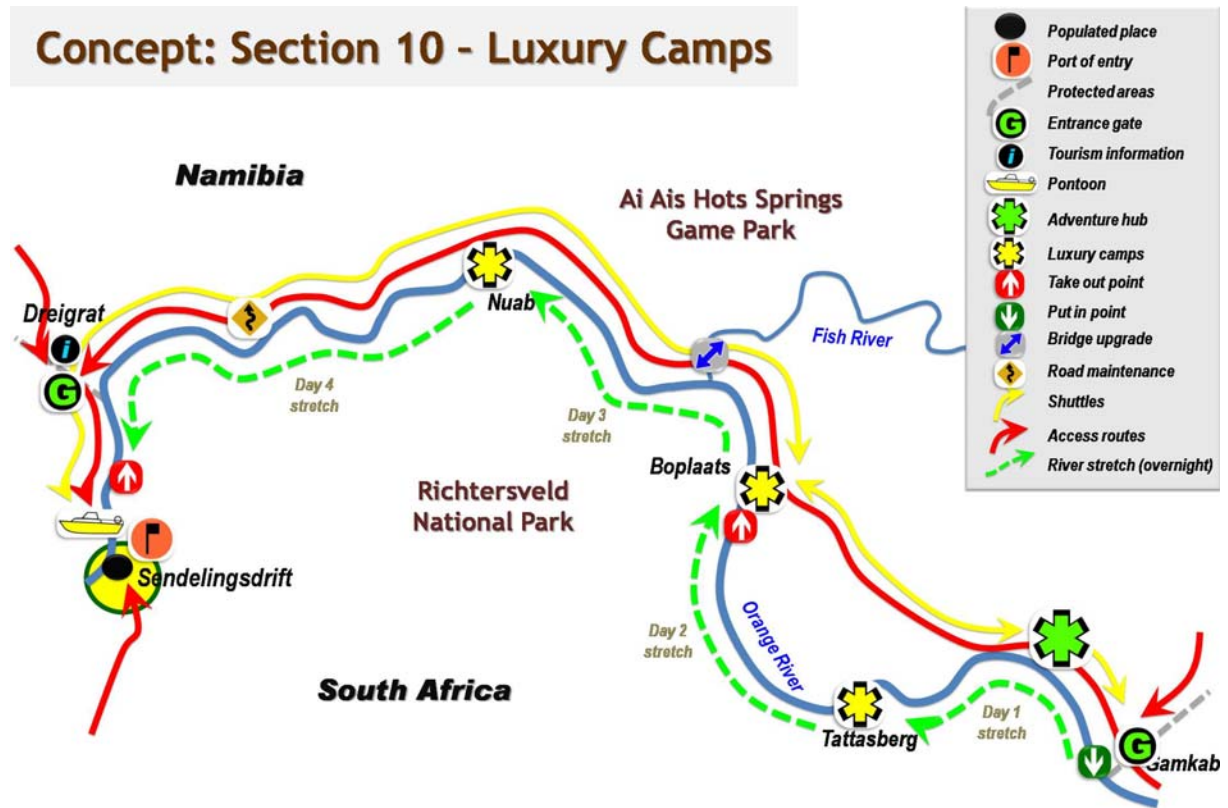 Concept: Section 10 - Luxury Camps
Populated place
Port of entry
Protected areas
G
Entrance gate
i
Tourism information
Pontoon
Adventure hub
Luxury camps
Take out point
Put in point
Bridge upgrade
Road maintenance
Shuttles
Access routes
River stretch (overnight)
Namibia
Ai Ais Hots Springs
Game Park
Dreigrat
i
G
Nuab
Fish River
Day 4
stretch
Day 3
stretch
Boplaats
Richtersveld
National Park
Sendelingsdrift
Day 2
stretch
Orange River
South Africa
Tattasberg
Day 1
stretch
G
Gamkab